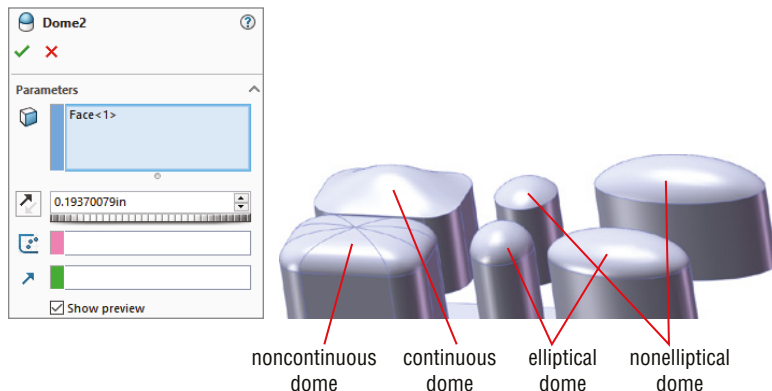 Dome2
Parameters
Face<1>
0.19370079in
Show preview
noncontinuous dome
continuous dome
elliptical dome
nonelliptical dome